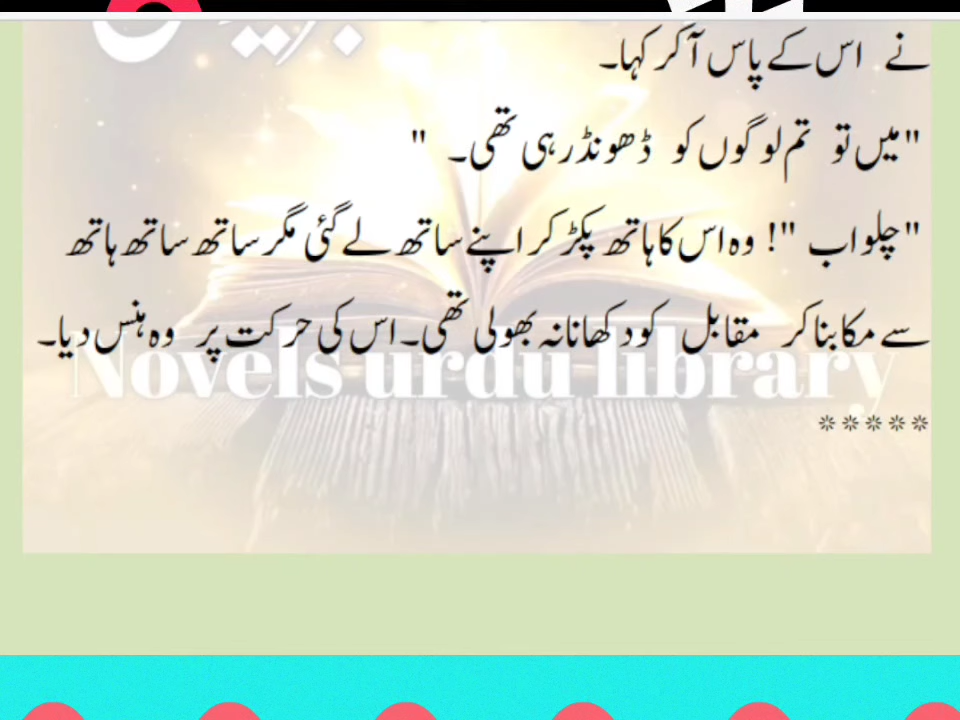 نے اس کے پاس آکر کہا۔
"میں تو تم لوگوں کو ڈھونڈ رہی تھی۔ "
"چلو اب "! وہ اس کا ہاتھ پکڑ کر اپنے ساتھ لے گئی مگر ساتھ ساتھ ہاتھ
سے مکا بنا کر مقابل کو دکھانا نہ بھولی تھی۔ اس کی حرکت پر وہ ہنس دیا۔
Novels urdu library
*****